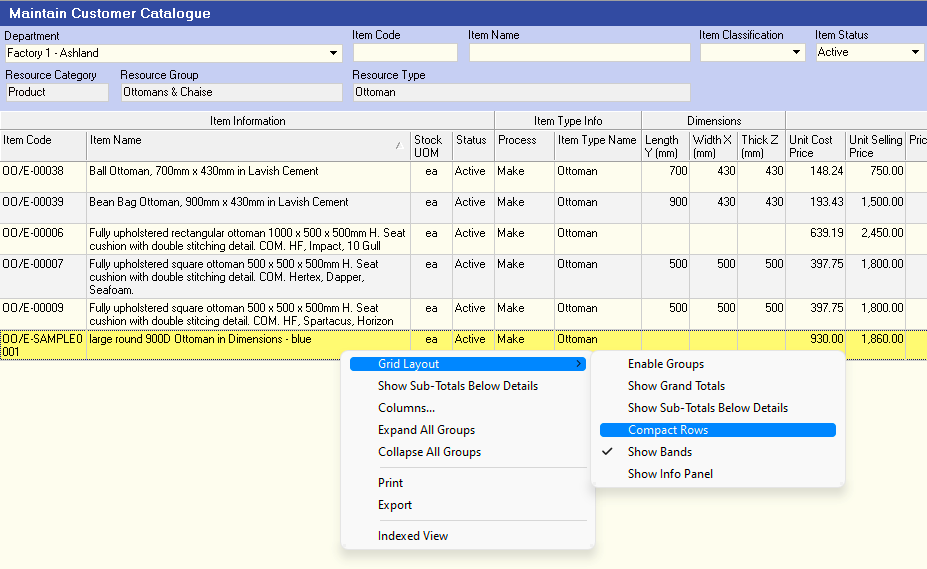 Maintain Customer Catalogue
Department
Item Code
Item Name
Item Classification
Item Status
Factory 1 - Ashland
Active
Resource Category
Resource Group
Resource Type
Product
Ottomans & Chaise
Ottoman
Item Information
Item Type Info
Dimensions
Item Code
Item Name
Stock UOM
Status
Process
Item Type Name
Length Y (mm)
Width X (mm)
Thick Z (mm)
Unit Cost Price
Unit Selling Price
OO/E-00038 Ball Ottoman, 700mm x 430mm in Lavish Cement ea Active Make Ottoman 700 430 430 148.24 750.00
OO/E-00039 Bean Bag Ottoman, 900mm x 430mm in Lavish Cement ea Active Make Ottoman 900 430 430 193.43 1,500.00
OO/E-00006 Fully upholstered rectangular ottoman 1000 x 500 x 500mm H. Seat ea Active Make Ottoman 639.19 2,450.00
cushion with double stitching detail. COM. HF, Impact, 10 Gull
OO/E-00007 Fully upholstered square ottoman 500 x 500 x 500mm H. Seat ea Active Make Ottoman 500 500 500 397.75 1,800.00
cushion with double stitching detail. COM. Hertex, Dapper,
Seafoam.
OO/E-00009 Fully upholstered square ottoman 500 x 500 x 500mm H. Seat ea Active Make Ottoman 500 500 500 397.75 1,800.00
cushion with double stitcing detail. COM. HF, Spartacus, Horizon
OO/E-SAMPLE0 large round 900D Ottoman in Dimensions - blue ea Active Make Ottoman 930.00 1,860.00
001
Grid Layout
Show Sub-Totals Below Details
Columns...
Expand All Groups
Collapse All Groups
Print
Export
Indexed View
Enable Groups
Show Grand Totals
Show Sub-Totals Below Details
Compact Rows
Show Bands
Show Info Panel